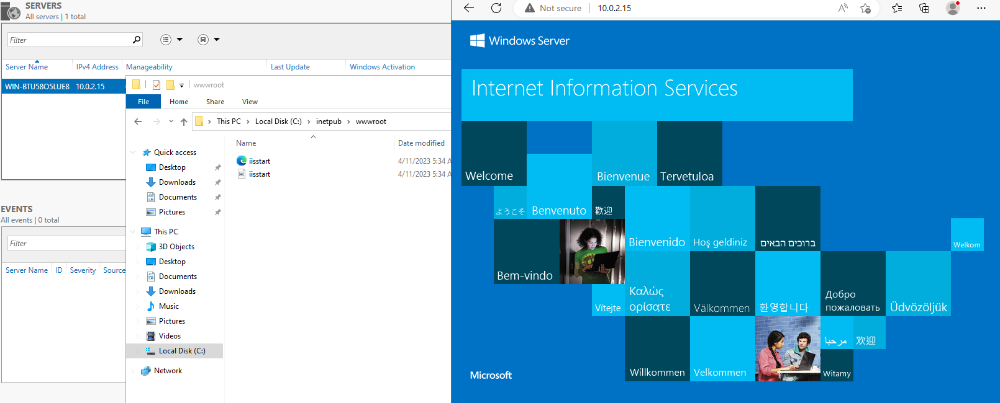 SERVERS
All servers | 1 total
Filter
Server Name IPv4 Address Manageability Last Update Windows Activation
WIN-BTU58O5LUE8 10.0.2.15
EVENTS
All events | 0 total
Filter
Server Name ID Severity Source
wwwroot
File Home Share View
This PC Local Disk (C:) inetpub wwwroot
Quick access
Desktop
Downloads
Documents
Pictures
This PC
3D Objects
Desktop
Documents
Downloads
Music
Pictures
Videos
Local Disk (C:)
Network
Name Date modified
iisstart 4/11/2023 5:34 A
iisstart 4/11/2023 5:34 A
Not secure 10.0.2.15
Windows Server
Internet Information Services
Welcome
Bienvenue
Tervetuloa
ようこそ
Benvenuto
歡迎
Bienvenido
Hoş geldiniz
ברוכים הבאים
Welkom
Bem-vindo
Vítejte
Καλώς
ορίσατε
Välkommen
환영합니다
Добро
пожаловать
Üdvözöljük
مرحبا
欢迎
Willkommen
Velkommen
Witamy
Microsoft